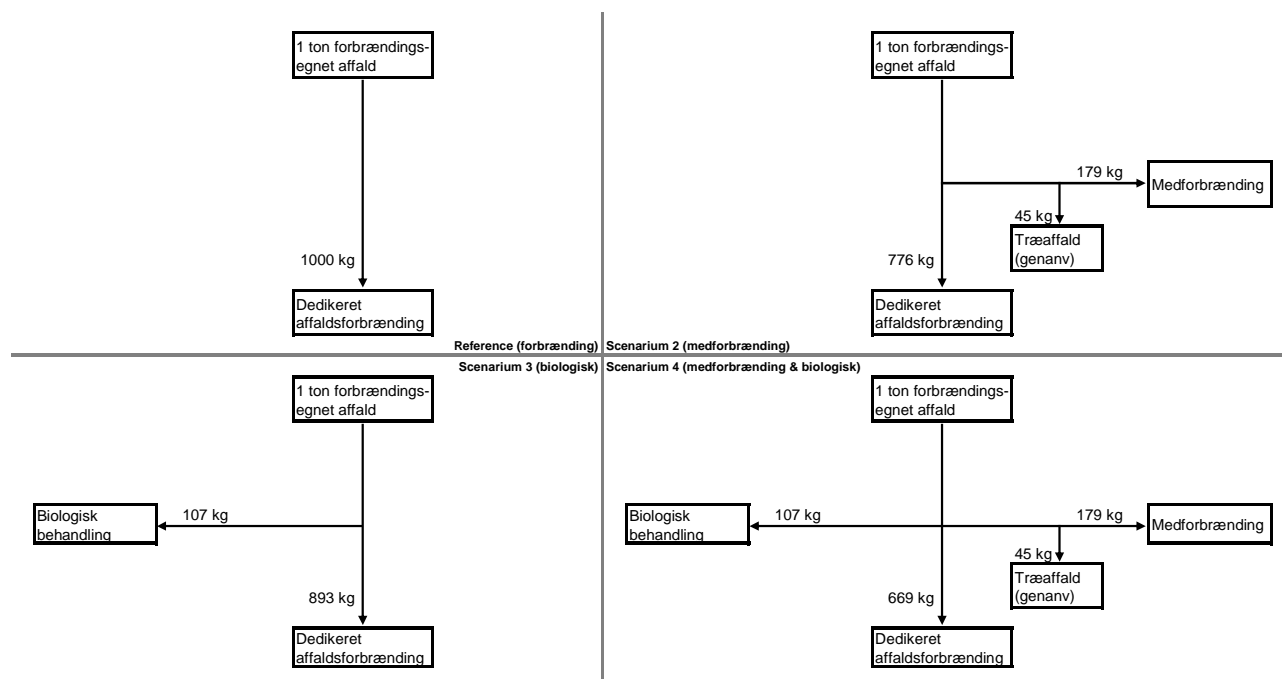 1 ton forbrændings-
egnet affald
1000 kg
Dedikeret
affaldsforbrænding
Reference (forbrænding)
1 ton forbrændings-
egnet affald
179 kg
Medforbrænding
45 kg
Træaffald
(genanv)
776 kg
Dedikeret
affaldsforbrænding
Scenarium 2 (medforbrænding)
Scenarium 3 (biologisk)
1 ton forbrændings-
egnet affald
107 kg
Biologisk
behandling
893 kg
Dedikeret
affaldsforbrænding
Scenarium 4 (medforbrænding & biologisk)
1 ton forbrændings-
egnet affald
107 kg
Biologisk
behandling
179 kg
Medforbrænding
45 kg
Træaffald
(genanv)
669 kg
Dedikeret
affaldsforbrænding